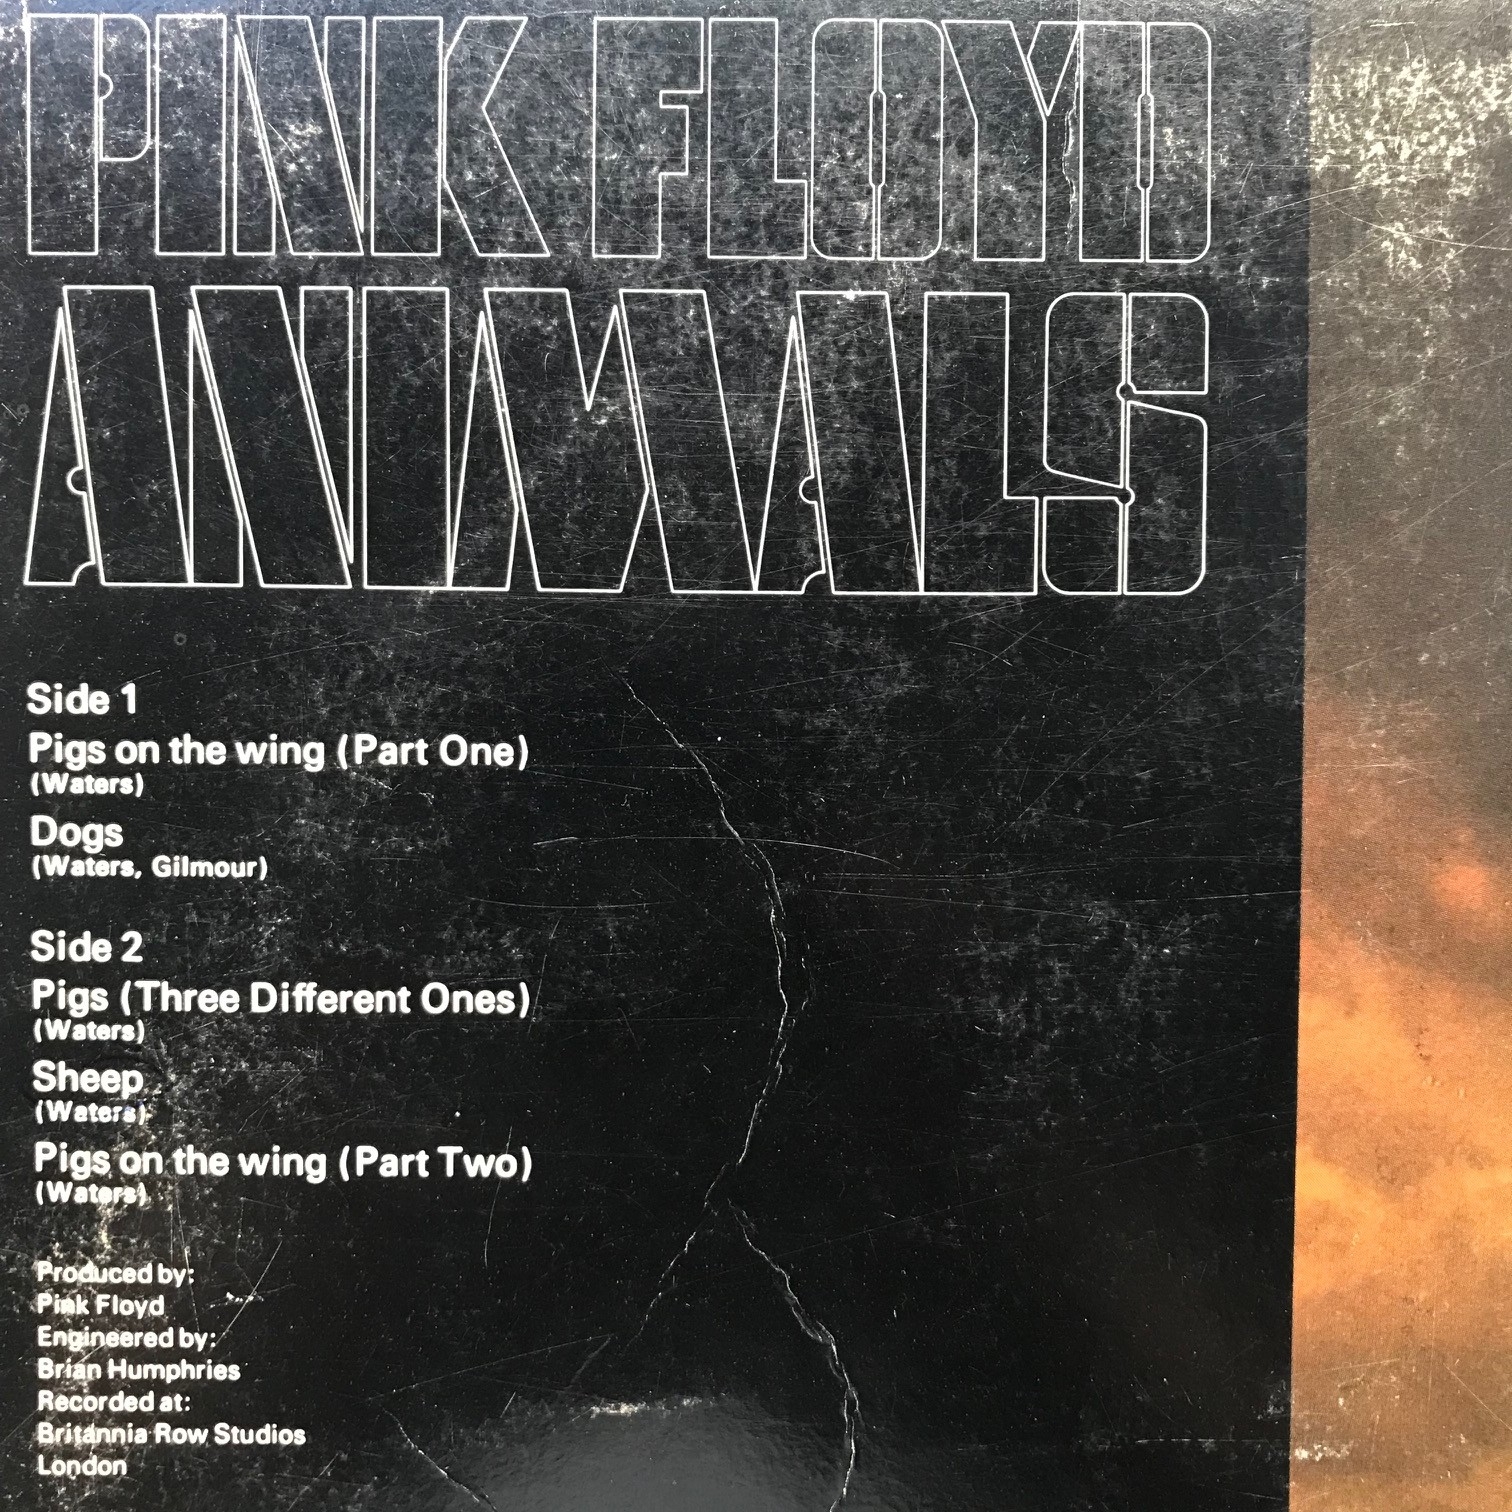 PINK FLOYD
ANIMALS
Side 1
Pigs on the wing (Part One)
(Waters)
Dogs
(Waters, Gilmour)
Side 2
Pigs (Three Different Ones)
(Waters)
Sheep
(Waters)
Pigs on the wing (Part Two)
(Waters)
Produced by:
Pink Floyd
Engineered by:
Brian Humphries
Recorded at:
Britannia Row Studios
London